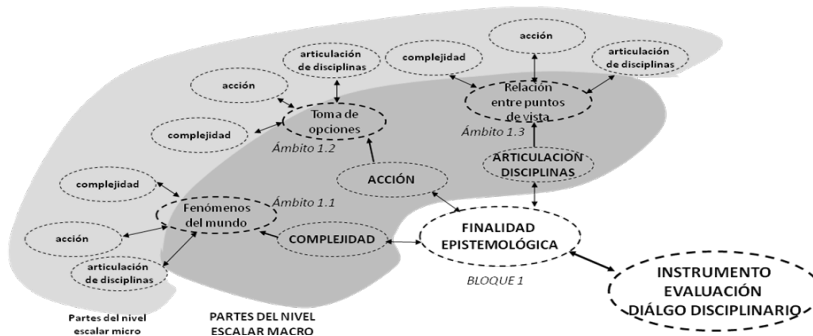 acción
articulación
de disciplinas
complejidad
articulación
de disciplinas
acción
complejidad
Toma de
opciones
Ámbito 1.2
Relación
entre puntos
de vista
Ámbito 1.3
ARTICULACION
DISCIPLINAS
ACCIÓN
complejidad
acción
articulación
de disciplinas
Fenómenos
del mundo
Ámbito 1.1
COMPLEJIDAD
FINALIDAD
EPISTEMOLÓGICA
BLOQUE 1
INSTRUMENTO
EVALUACIÓN
DIÁLGO DISCIPLINARIO
Partes del nivel
escalar micro
PARTES DEL NIVEL
ESCALAR MACRO